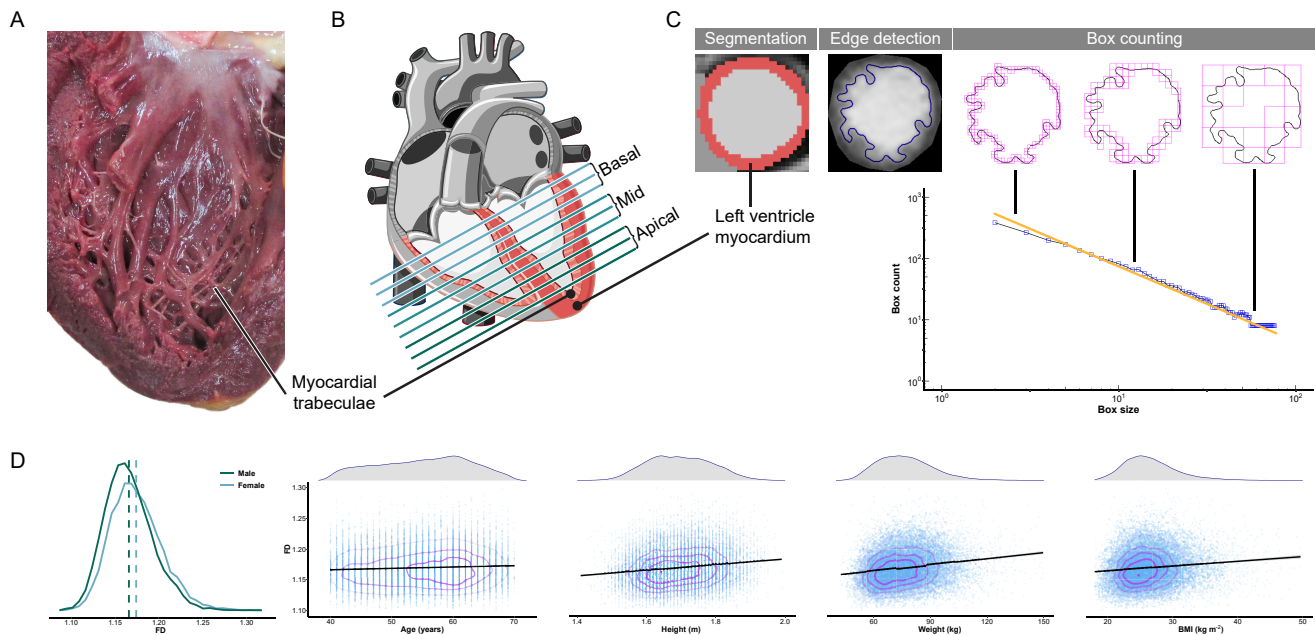 A
B
C
Segmentation
Edge detection
Box counting
Basal
Mid
Apical
Left ventricle
myocardium
Myocardial
trabeculae
10³
10²
10¹
10⁰
Box count
10⁰
10¹
10²
Box size
D
Male
Female
1.10
1.15
1.20
1.25
1.30
FD
1.30
1.25
1.20
1.15
1.10
FD
40
50
60
70
Age (years)
1.4
1.6
1.8
2.0
Height (m)
60
90
120
150
Weight (kg)
20
30
40
50
BMI (kg m⁻²)